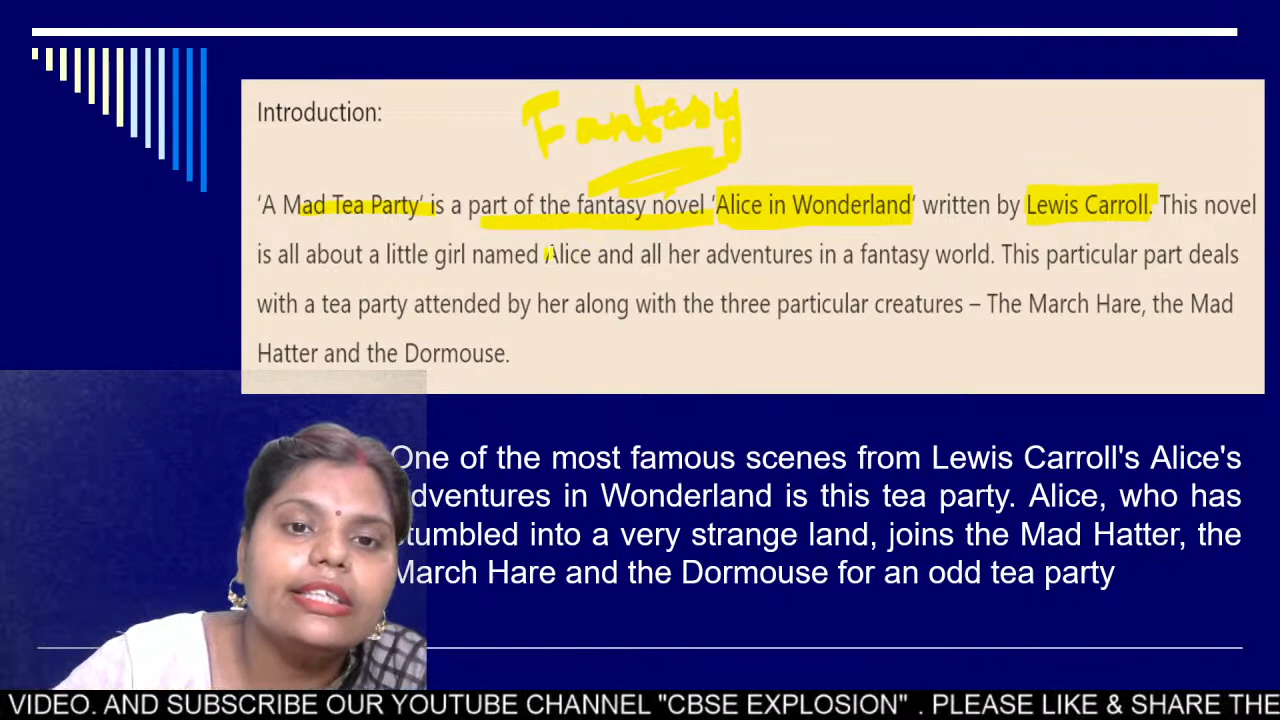 Introduction:
Fantasy
‘A Mad Tea Party’ is a part of the fantasy novel ‘Alice in Wonderland’ written by Lewis Carroll. This novel
is all about a little girl named Alice and all her adventures in a fantasy world. This particular part deals
with a tea party attended by her along with the three particular creatures – The March Hare, the Mad
Hatter and the Dormouse.
One of the most famous scenes from Lewis Carroll's Alice's
dventures in Wonderland is this tea party. Alice, who has
tumbled into a very strange land, joins the Mad Hatter, the
March Hare and the Dormouse for an odd tea party
VIDEO. AND SUBSCRIBE OUR YOUTUBE CHANNEL "CBSE EXPLOSION" . PLEASE LIKE & SHARE THE